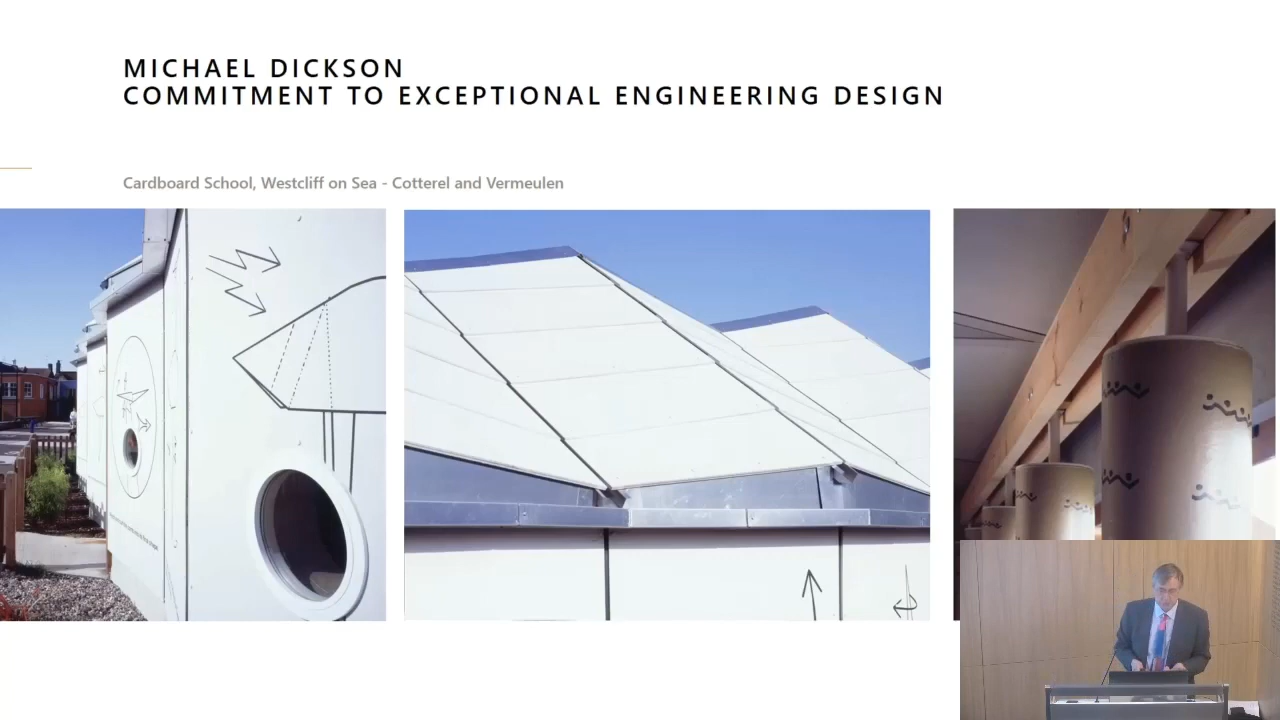 MICHAEL DICKSON
COMMITMENT TO EXCEPTIONAL ENGINEERING DESIGN
Cardboard School, Westcliff on Sea - Cotterel and Vermeulen